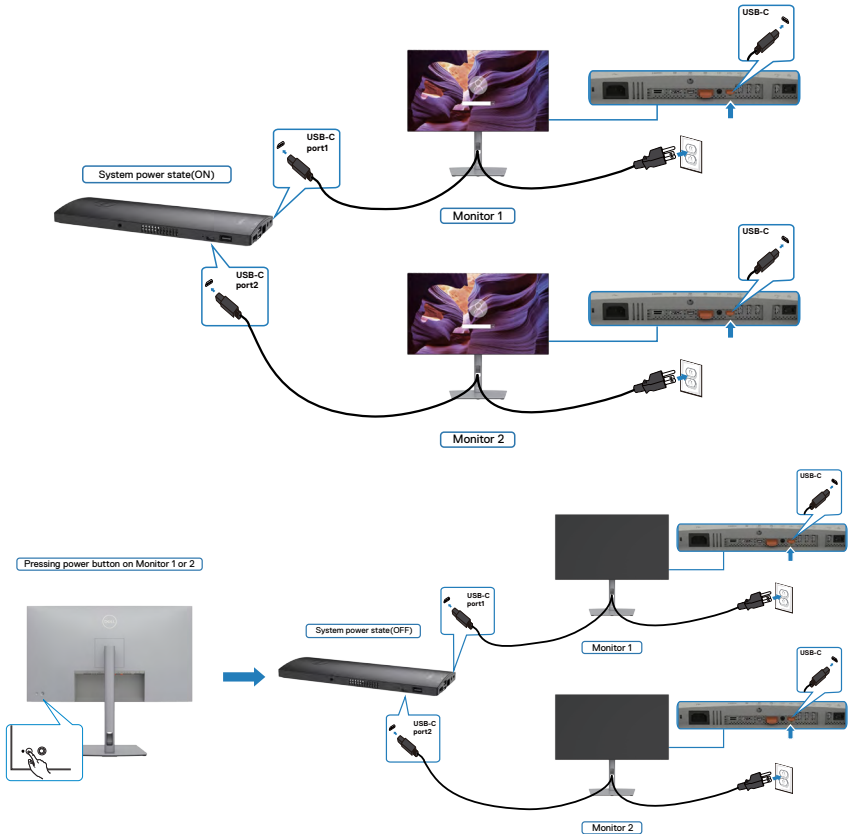 USB-C
USB-C
port1
System power state(ON)
Monitor 1
USB-C
USB-C
port2
Monitor 2
USB-C
Pressing power button on Monitor 1 or 2
USB-C
port1
DELL
System power state(OFF)
Monitor 1
USB-C
USB-C
port2
Monitor 2